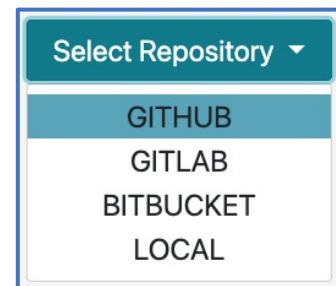 Select Repository
GITHUB
GITLAB
BITBUCKET
LOCAL